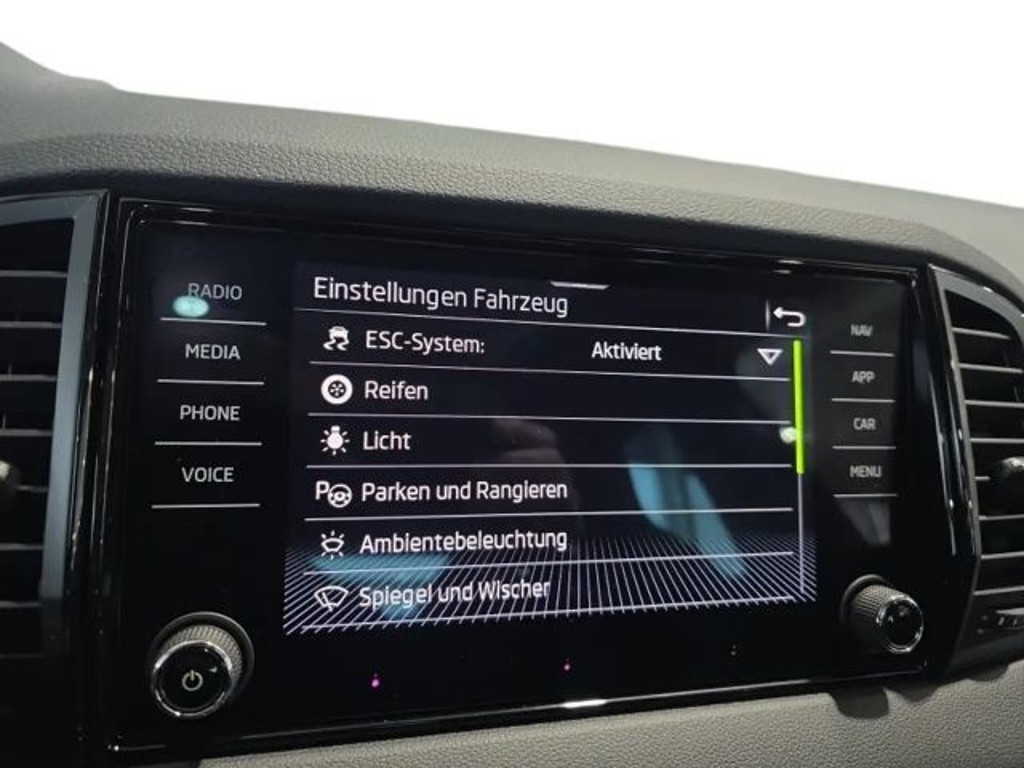 RADIO
MEDIA
PHONE
VOICE
Einstellungen Fahrzeug
ESC-System: Aktiviert
Reifen
Licht
P Parken und Rangieren
Ambientebeleuchtung
Spiegel und Wischer
NAV
APP
CAR
MENU